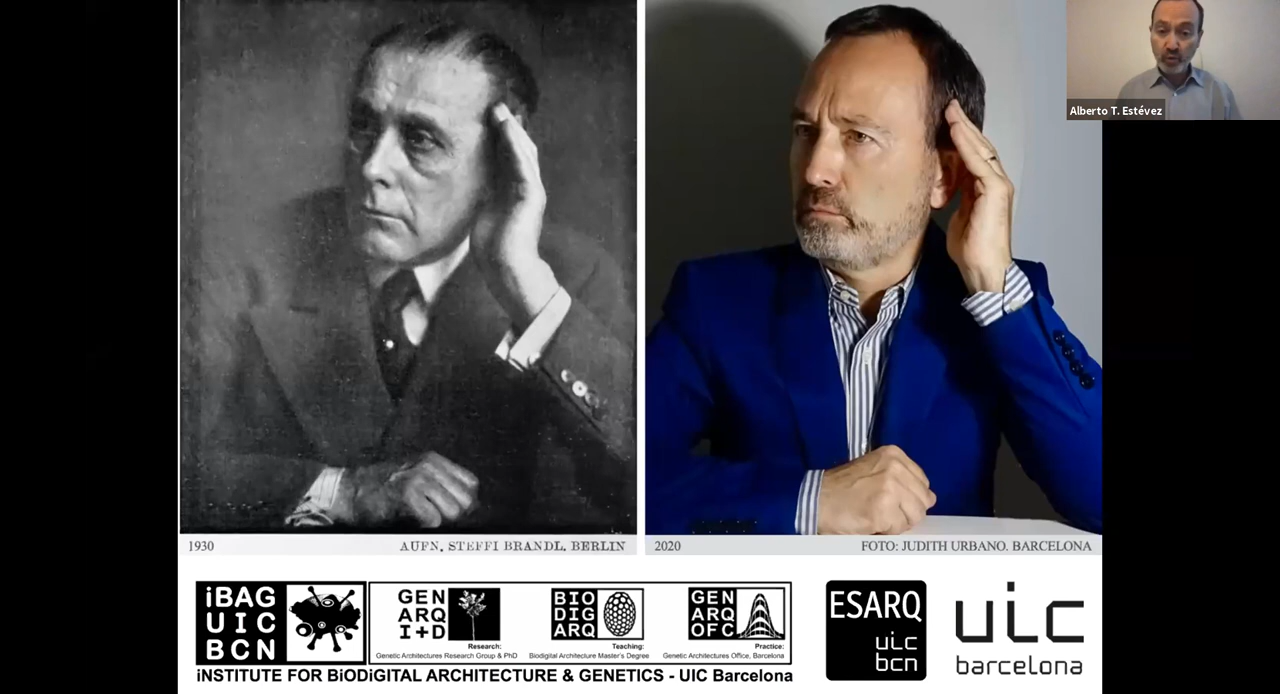 Alberto T. Estévez
1930
AUFN. STEFFI BRANDL. BERLIN
2020
FOTO: JUDITH URBANO. BARCELONA
iBAG
UIC
BCN
GEN
ARQ
I+D
Research:
Genetic Architectures Research Group & PhD
BIO
DIG
ARQ
Teaching:
Biodigital Architecture Master's Degree
GEN
ARQ
OFC
Practice:
Genetic Architectures Office, Barcelona
iNSTITUTE FOR BiODiGITAL ARCHITECTURE & GENETICS - UIC Barcelona
ESARQ
uic
bcn
uic
barcelona